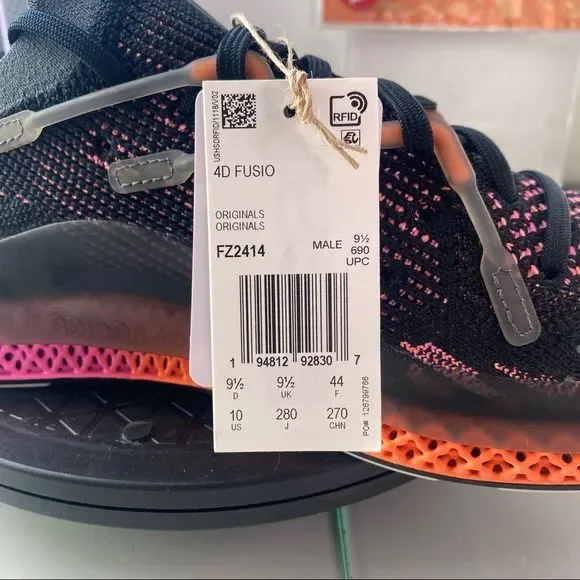 USHSDRFID/1118/V02
RFID
4D FUSIO
ORIGINALS
ORIGINALS
FZ2414
MALE 9½
690
UPC
1 94812 92830 7
9½ 9½ 44
D UK F
10 280 270
US J CHN
PO# 126799766